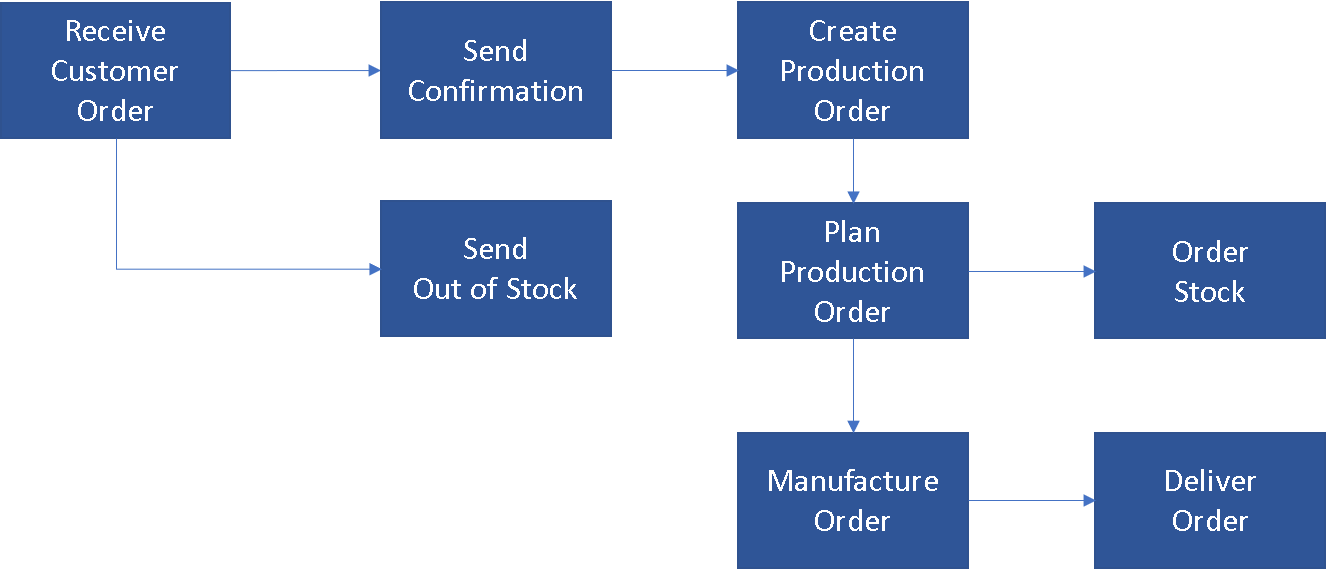 Receive
Customer
Order
Send
Confirmation
Create
Production
Order
Send
Out of Stock
Plan
Production
Order
Order
Stock
Manufacture
Order
Deliver
Order